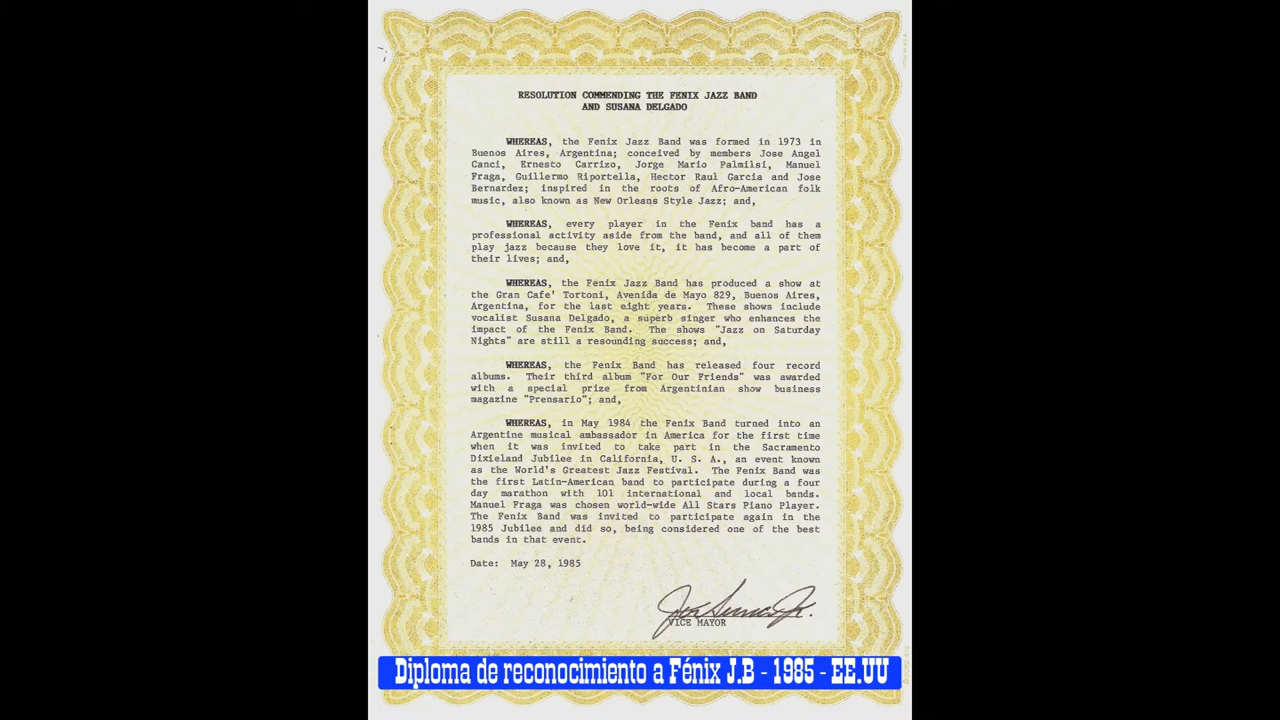 RESOLUTION COMMENDING THE FENIX JAZZ BAND
AND SUSANA DELGADO
WHEREAS, the Fenix Jazz Band was formed in 1973 in
Buenos Aires, Argentina; conceived by members Jose Angel
Canci, Ernesto Carrizo, Jorge Mario Palmilsi, Manuel
Fraga, Guillermo Riportella, Hector Raul Garcia and Jose
Bernardez; inspired in the roots of Afro-American folk
music, also known as New Orleans Style Jazz; and,
WHEREAS, every player in the Fenix band has a
professional activity aside from the band, and all of them
play jazz because they love it, it has become a part of
their lives; and,
WHEREAS, the Fenix Jazz Band has produced a show at
the Gran Cafe' Tortoni, Avenida de Mayo 829, Buenos Aires,
Argentina, for the last eight years. These shows include
vocalist Susana Delgado, a superb singer who enhances the
impact of the Fenix Band. The shows "Jazz on Saturday
Nights" are still a resounding success; and,
WHEREAS, the Fenix Band has released four record
albums. Their third album "For Our Friends" was awarded
with a special prize from Argentinian show business
magazine "Prensario"; and,
WHEREAS, in May 1984 the Fenix Band turned into an
Argentine musical ambassador in America for the first time
when it was invited to take part in the Sacramento
Dixieland Jubilee in California, U. S. A., an event known
as the World's Greatest Jazz Festival. The Fenix Band was
the first Latin-American band to participate during a four
day marathon with 101 international and local bands.
Manuel Fraga was chosen world-wide All Stars Piano Player.
The Fenix Band was invited to participate again in the
1985 Jubilee and did so, being considered one of the best
bands in that event.
Date: May 28, 1985
VICE MAYOR
Diploma de reconocimiento a Fénix J.B - 1985 - EE.UU